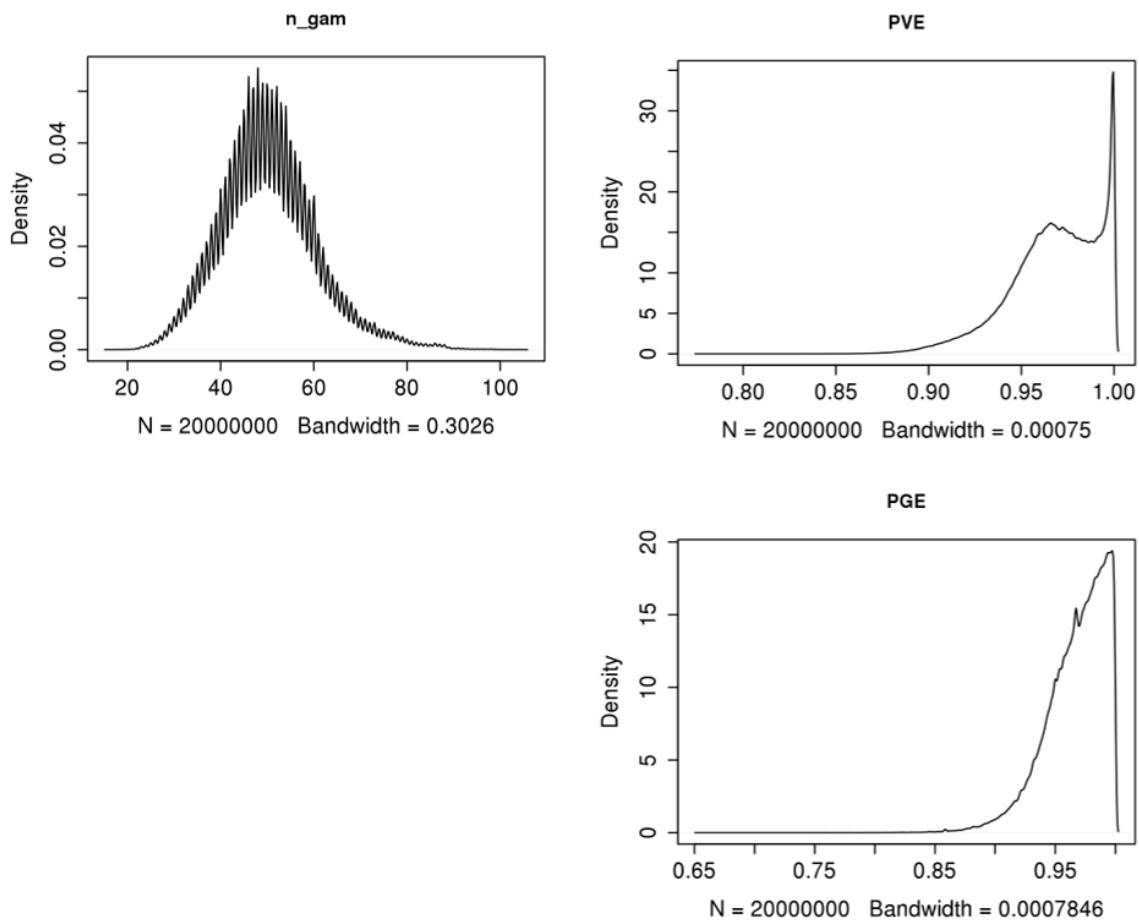 n_gam
Density
0.00 0.02 0.04
20 40 60 80 100
N = 20000000 Bandwidth = 0.3026
PVE
Density
0 5 10 20 30
0.80 0.85 0.90 0.95 1.00
N = 20000000 Bandwidth = 0.00075
PGE
Density
0 5 10 15 20
0.65 0.75 0.85 0.95
N = 20000000 Bandwidth = 0.0007846